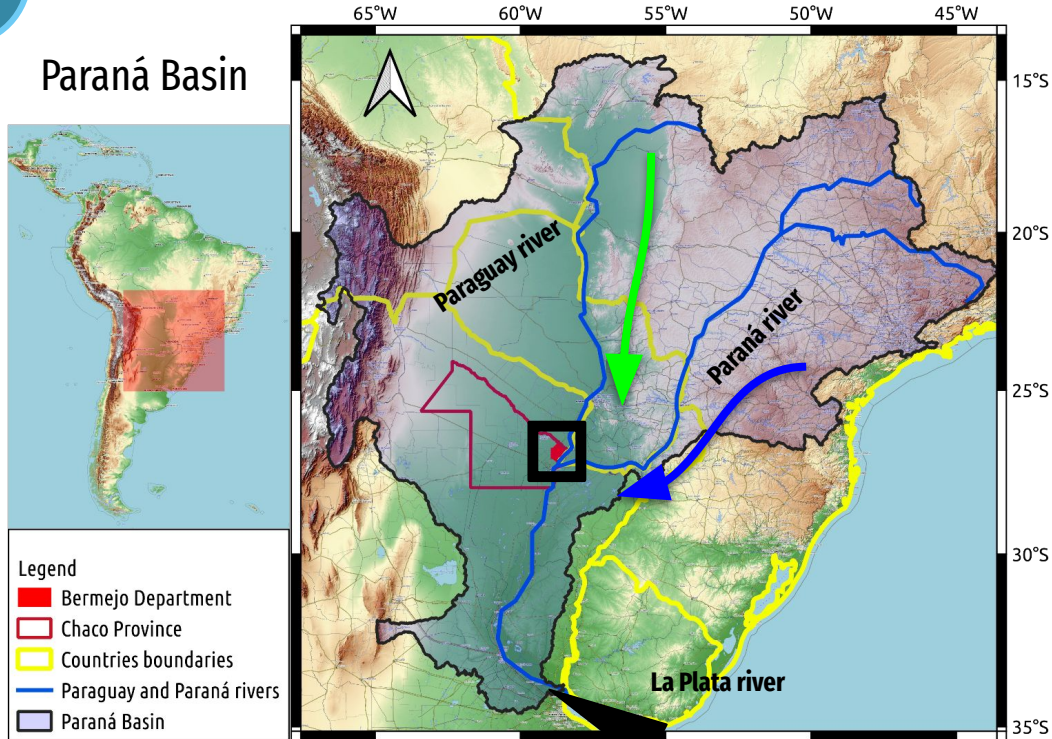 Paraná Basin
65°W
60°W
55°W
50°W
45°W
15°S
20°S
25°S
30°S
35°S
Paraguay river
Paraná river
La Plata river
Legend
Bermejo Department
Chaco Province
Countries boundaries
Paraguay and Paraná rivers
Paraná Basin